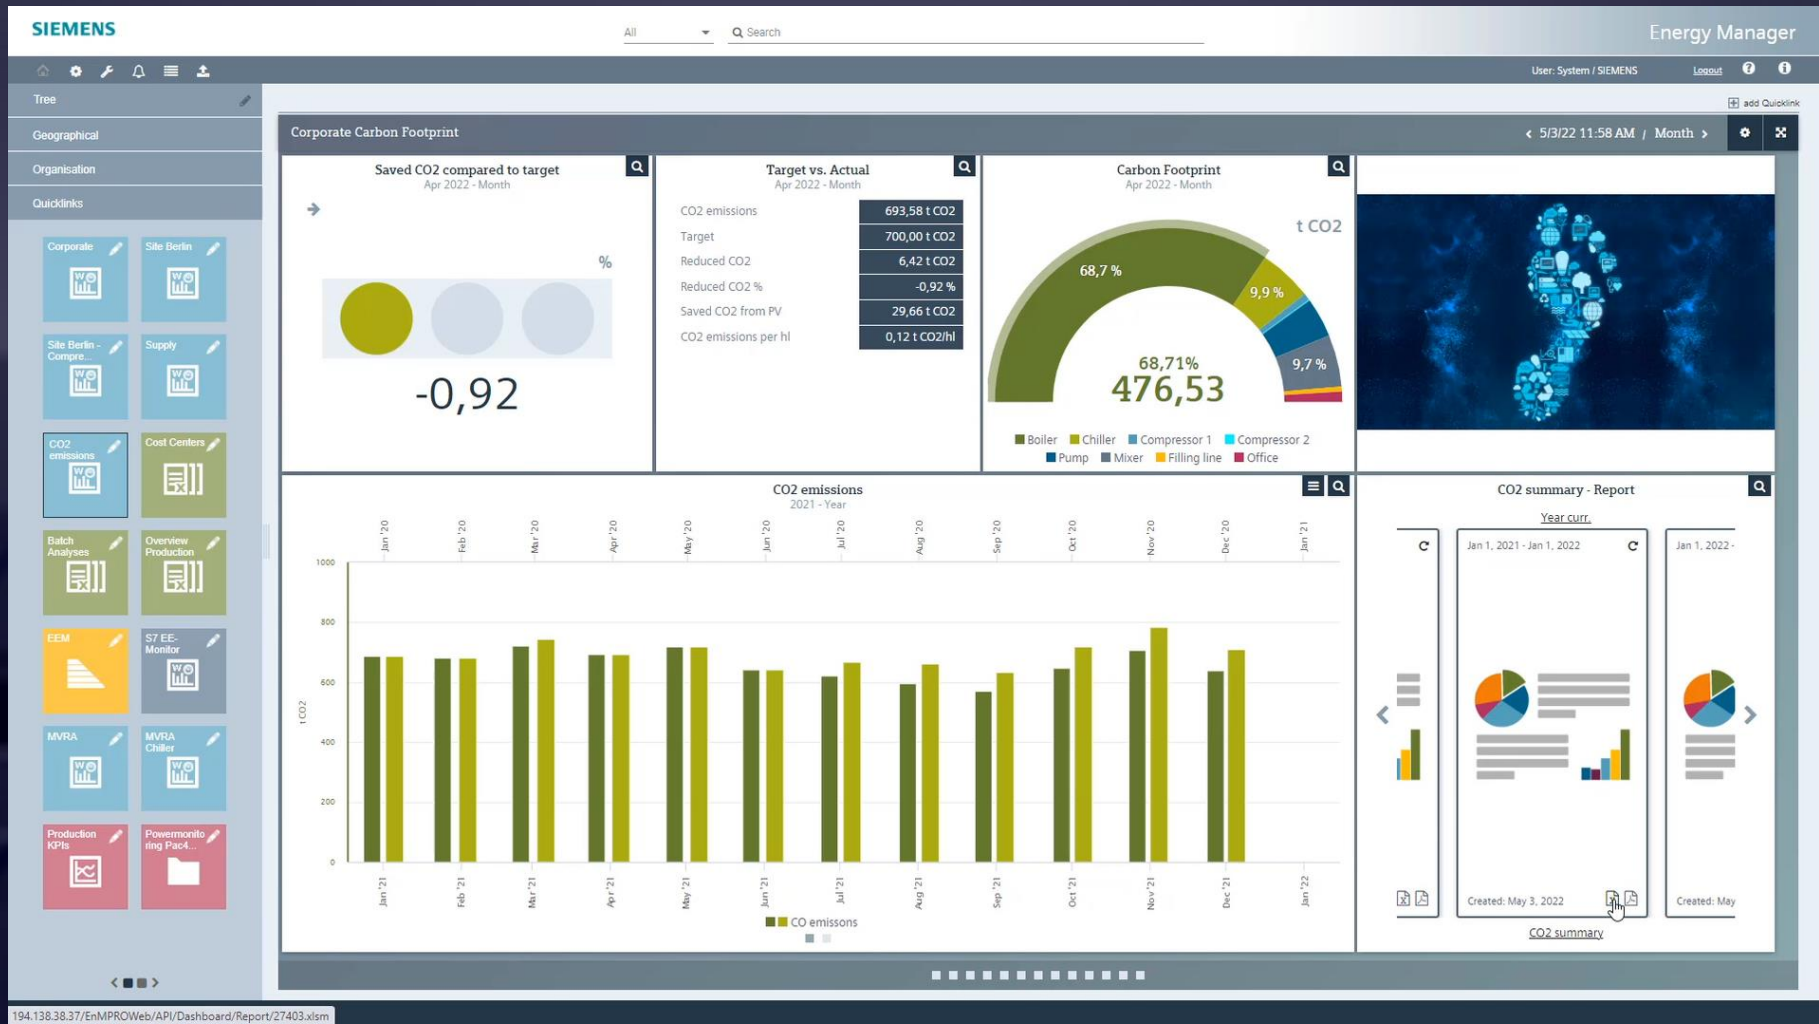 SIEMENS
All
Search
Energy Manager
User: System / SIEMENS
Logout
?
i
Tree
Geographical
Organisation
Quicklinks
Corporate
Site Berlin
Site Berlin -
Compre...
Supply
CO2
emissions
Cost Centers
Batch
Analyses
Overview
Production
EEM
S7 EE-
Monitor
MVRA
MVRA
Chiller
Production
KPIs
Powermonito
ring Pac4...
add Quicklink
Corporate Carbon Footprint
5/3/22 11:58 AM / Month
Saved CO2 compared to target
Apr 2022 - Month
%
-0,92
Target vs. Actual
Apr 2022 - Month
CO2 emissions 693,58 t CO2
Target 700,00 t CO2
Reduced CO2 6,42 t CO2
Reduced CO2 % -0,92 %
Saved CO2 from PV 29,66 t CO2
CO2 emissions per hl 0,12 t CO2/hl
Carbon Footprint
Apr 2022 - Month
t CO2
68,7 %
9,9 %
9,7 %
68,71%
476,53
Boiler Chiller Compressor 1 Compressor 2
Pump Mixer Filling line Office
CO2 emissions
2021 - Year
Jan '20 Feb '20 Mar '20 Apr '20 May '20 Jun '20 Jul '20 Aug '20 Sep '20 Oct '20 Nov '20 Dec '20 Jan '21
1000
800
600
400
200
0
t CO2
Jan '21 Feb '21 Mar '21 Apr '21 May '21 Jun '21 Jul '21 Aug '21 Sep '21 Oct '21 Nov '21 Dec '21 Jan '22
CO emissons
CO2 summary - Report
Year curr.
Jan 1, 2021 - Jan 1, 2022
Jan 1, 2022 -
Created: May 3, 2022
Created: May
CO2 summary
194.138.38.37/EnMPROWeb/API/Dashboard/Report/27403.xlsm